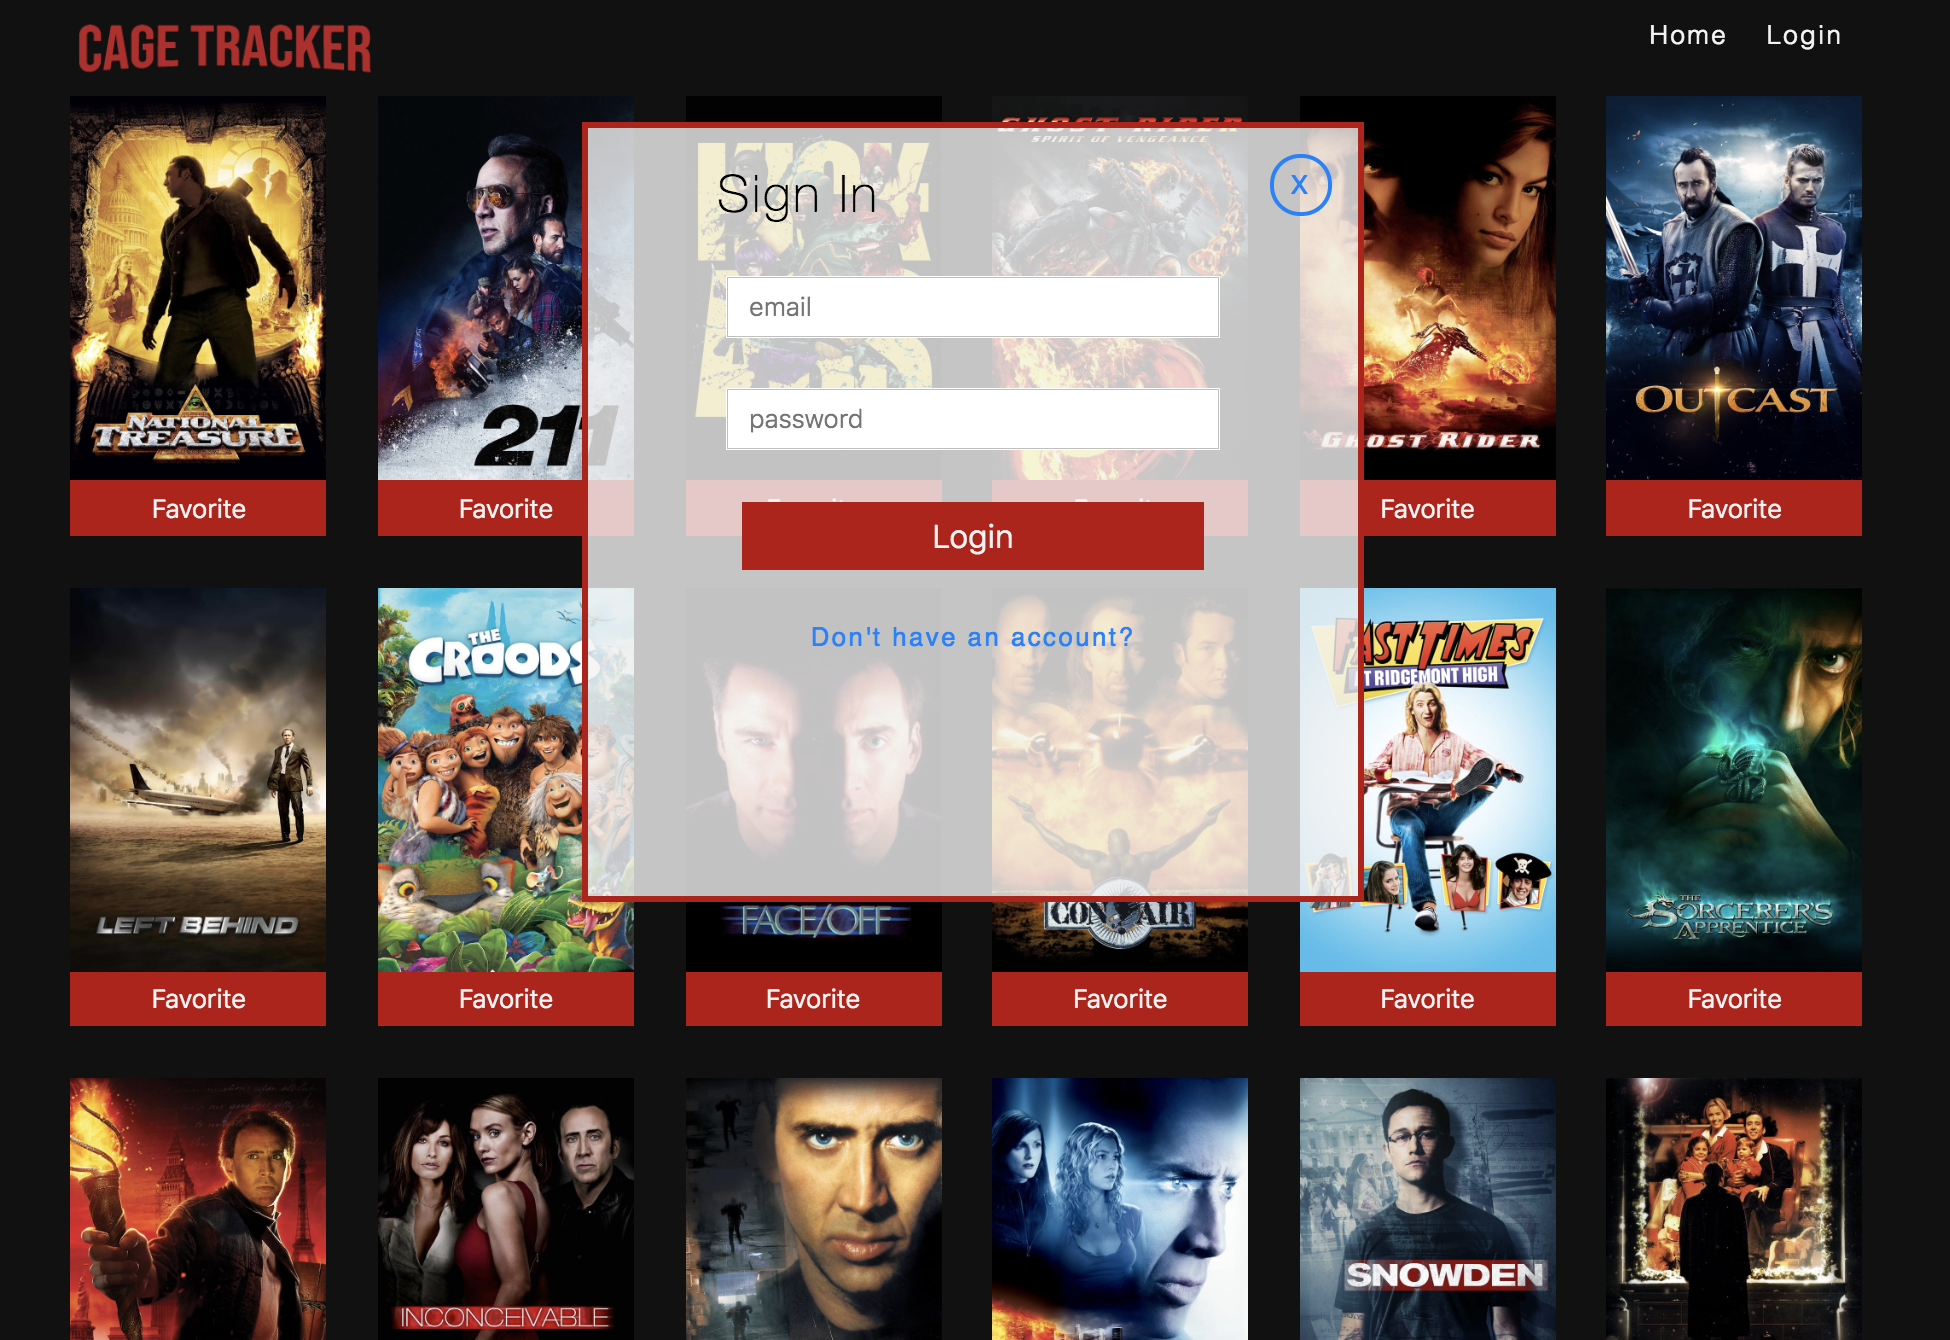 CAGE TRACKER
Home
Login
NATIONAL
TREASURE
Favorite
211
Favorite
KICK
GHOST RIDER
SPIRIT OF VENGEANCE
GHOST RIDER
Favorite
OUTCAST
Favorite
Sign In
X
email
password
Login
Don't have an account?
LEFT BEHIND
Favorite
THE
CROODS
Favorite
FACE/OFF
Favorite
CON AIR
Favorite
FAST TIMES
AT RIDGEMONT HIGH
Favorite
THE
SORCERER'S
APPRENTICE
Favorite
INCONCEIVABLE
SNOWDEN